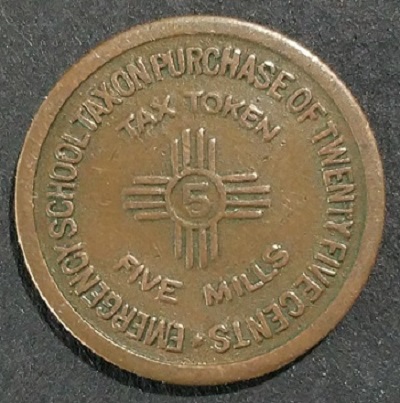 EMERGENCY SCHOOL TAX ON PURCHASE OF TWENTY FIVE CENTS
TAX TOKEN
5
FIVE MILLS